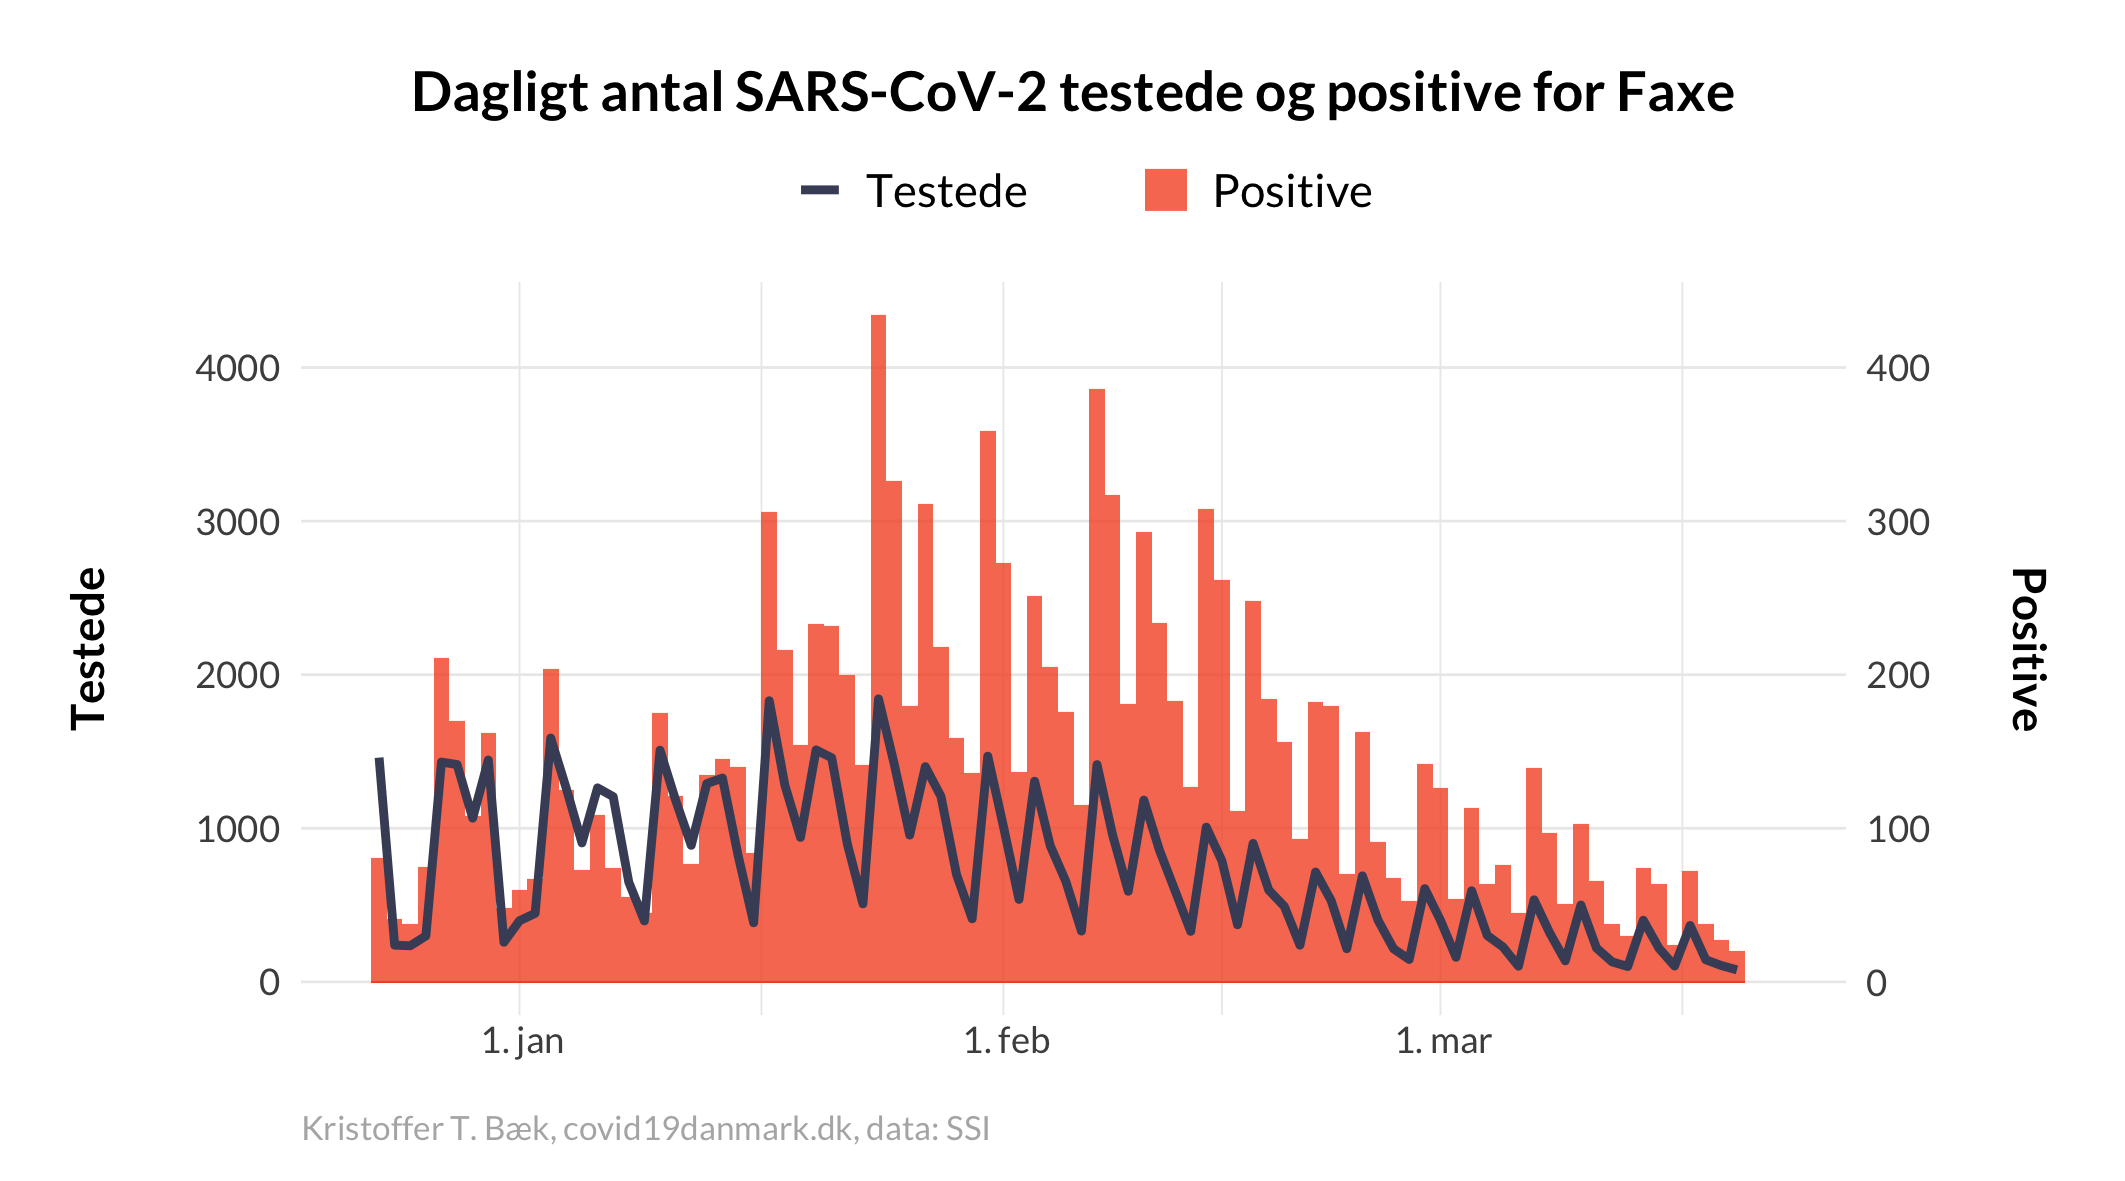 Dagligt antal SARS-CoV-2 testede og positive for Faxe
Testede
Positive
4000
3000
2000
1000
0
Testede
400
300
200
100
0
Positive
1. jan
1. feb
1. mar
Kristoffer T. Bæk, covid19danmark.dk, data: SSI